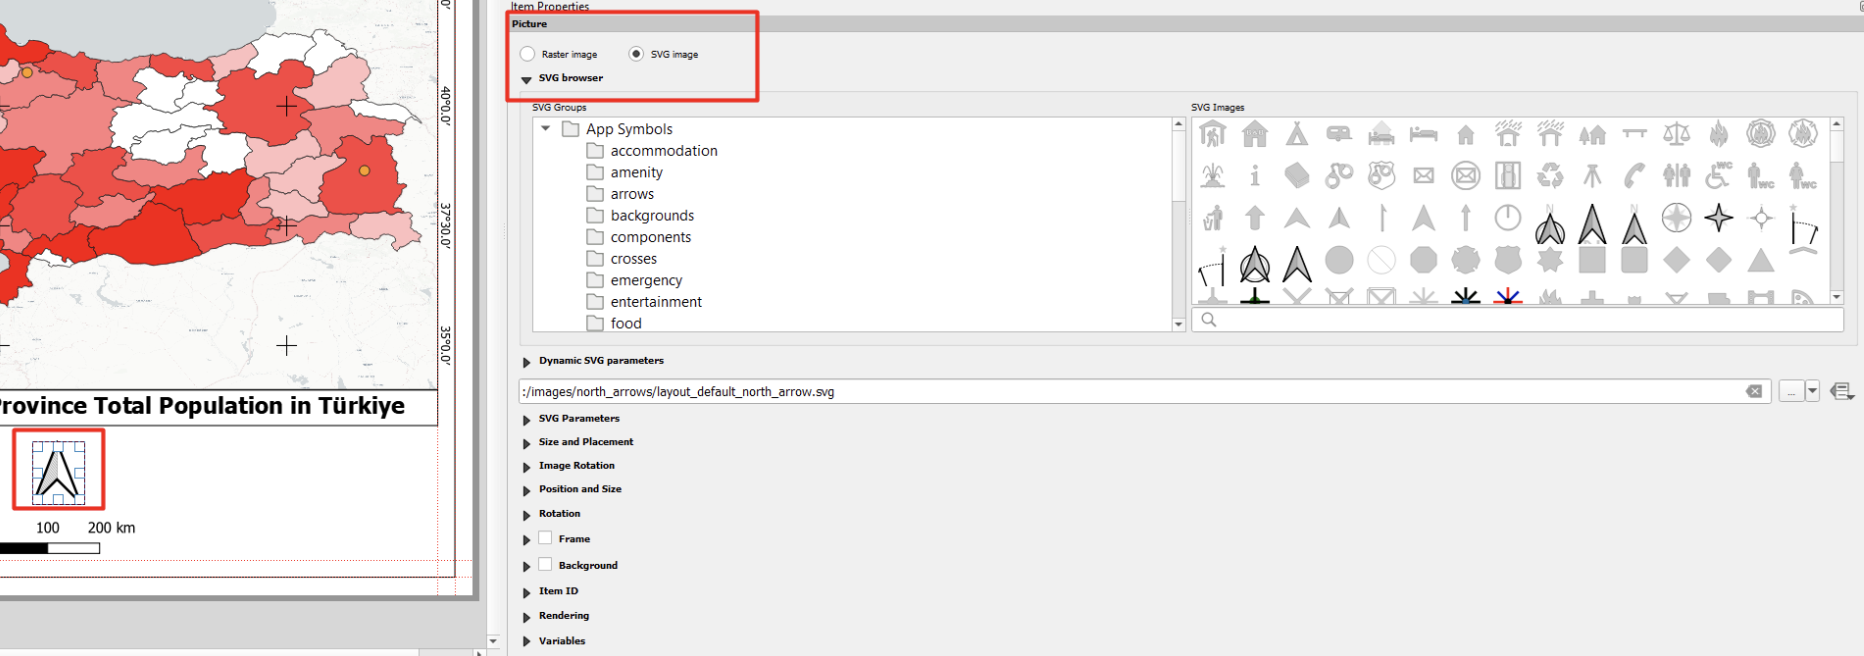 Item Properties
Picture
Raster image
SVG image
SVG browser
SVG Groups
SVG Images
App Symbols
accommodation
amenity
arrows
backgrounds
components
crosses
emergency
entertainment
food
Dynamic SVG parameters
:/images/north_arrows/layout_default_north_arrow.svg
...
SVG Parameters
Size and Placement
Image Rotation
Position and Size
Rotation
Frame
Background
Item ID
Rendering
Variables
40°0.0'
37°30.0'
35°0.0'
Province Total Population in Türkiye
100 200 km